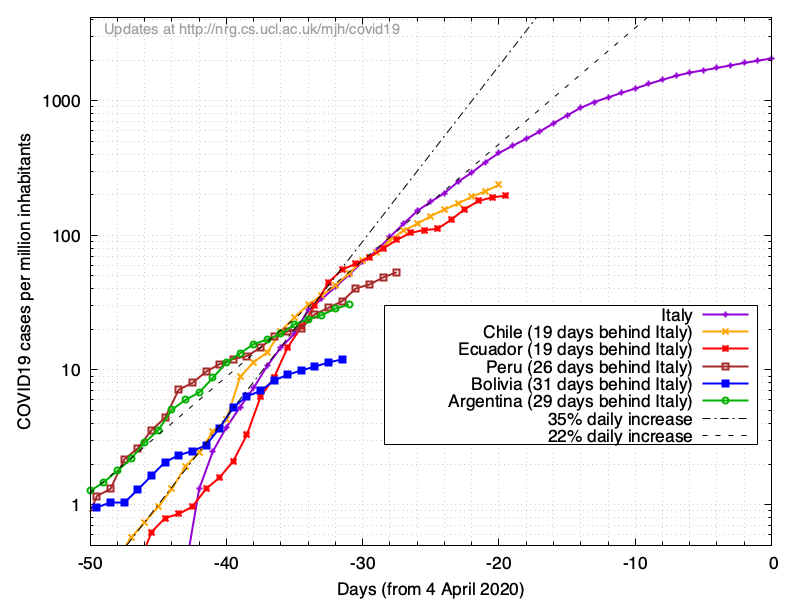 Updates at http://nrg.cs.ucl.ac.uk/mjh/covid19
COVID19 cases per million inhabitants
1000
100
10
1
Italy
Chile (19 days behind Italy)
Ecuador (19 days behind Italy)
Peru (26 days behind Italy)
Bolivia (31 days behind Italy)
Argentina (29 days behind Italy)
35% daily increase
22% daily increase
-50 -40 -30 -20 -10 0
Days (from 4 April 2020)